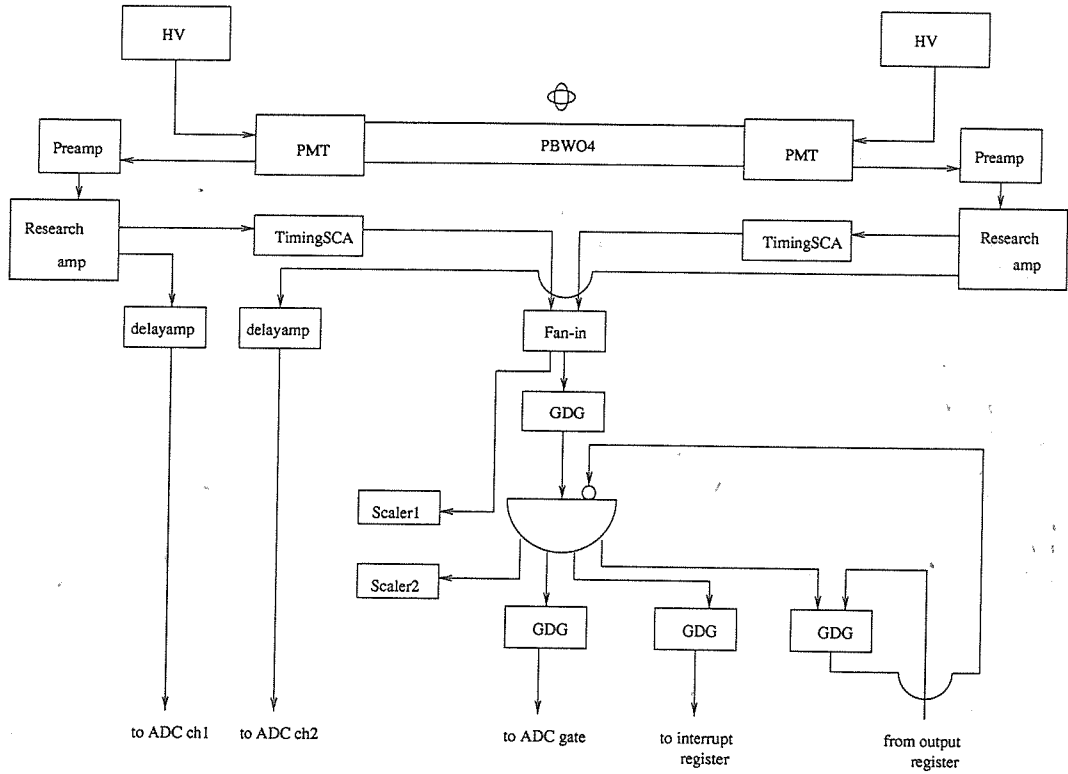 HV
HV
PMT
PBWO4
PMT
Preamp
Preamp
Research
amp
TimingSCA
TimingSCA
Research
amp
delayamp
delayamp
Fan-in
GDG
Scaler1
Scaler2
GDG
GDG
GDG
to ADC ch1
to ADC ch2
to ADC gate
to interrupt
register
from output
register